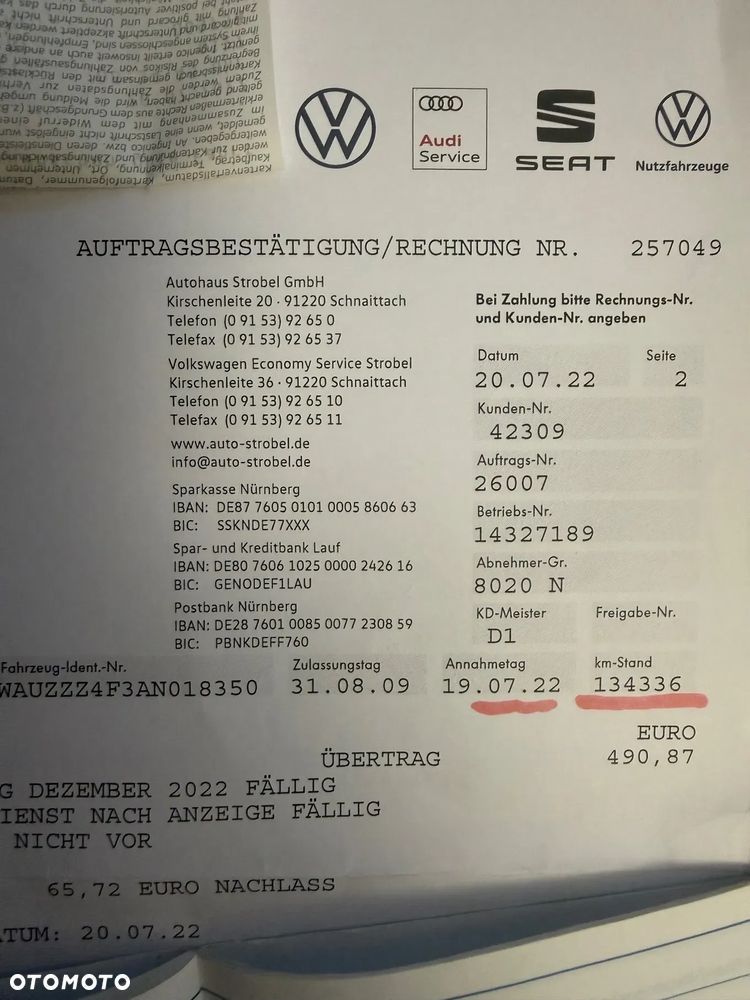 Audi
Service
SEAT
Nutzfahrzeuge
AUFTRAGSBESTÄTIGUNG/RECHNUNG NR. 257049
Autohaus Strobel GmbH
Kirschenleite 20 · 91220 Schnaittach
Telefon (0 91 53) 92 65 0
Telefax (0 91 53) 92 65 37
Volkswagen Economy Service Strobel
Kirschenleite 36 · 91220 Schnaittach
Telefon (0 91 53) 92 65 10
Telefax (0 91 53) 92 65 11
www.auto-strobel.de
info@auto-strobel.de
Sparkasse Nürnberg
IBAN: DE87 7605 0101 0005 8606 63
BIC: SSKNDE77XXX
Spar- und Kreditbank Lauf
IBAN: DE80 7606 1025 0000 2426 16
BIC: GENODEF1LAU
Postbank Nürnberg
IBAN: DE28 7601 0085 0077 2308 59
BIC: PBNKDEFF760
Bei Zahlung bitte Rechnungs-Nr.
und Kunden-Nr. angeben
Datum Seite
20.07.22 2
Kunden-Nr.
42309
Auftrags-Nr.
26007
Betriebs-Nr.
14327189
Abnehmer-Gr.
8020 N
KD-Meister Freigabe-Nr.
D1
Fahrzeug-Ident.-Nr. Zulassungstag Annahmetag km-Stand
WAUZZZ4F3AN018350 31.08.09 19.07.22 134336
EURO
ÜBERTRAG 490,87
G DEZEMBER 2022 FÄLLIG
IENST NACH ANZEIGE FÄLLIG
NICHT VOR
65,72 EURO NACHLASS
ATUM: 20.07.22
OTOMOTO